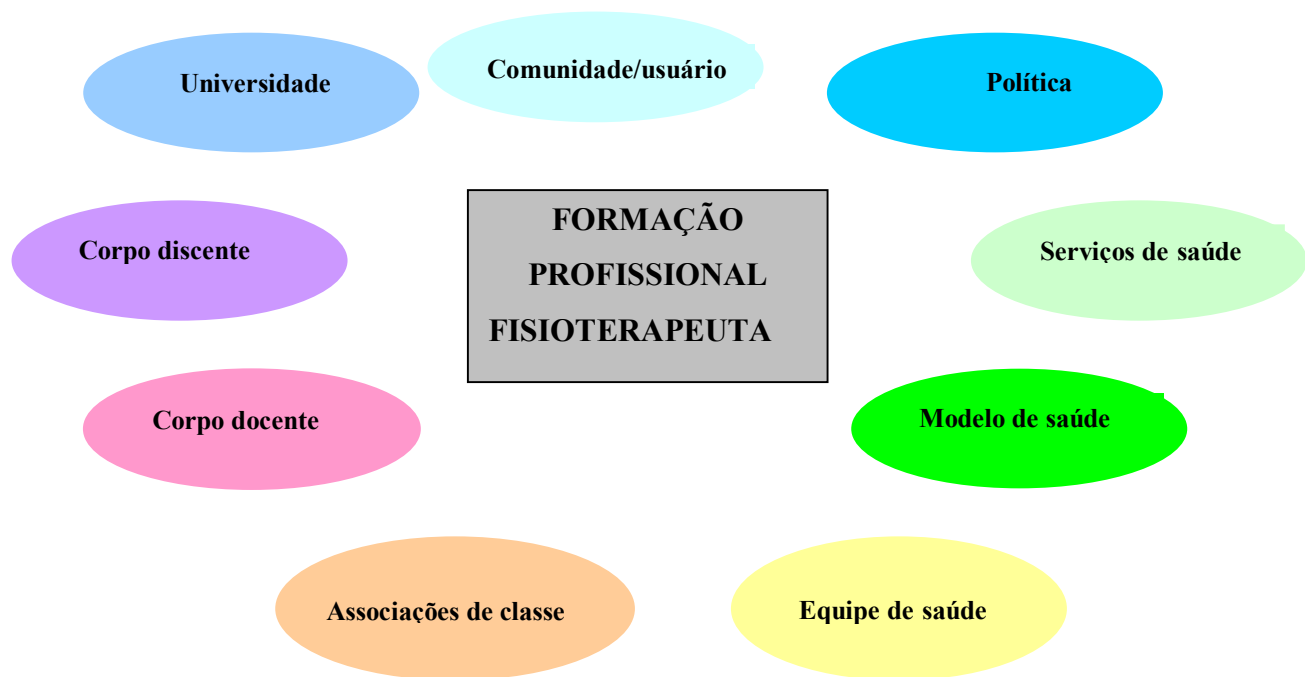 Universidade
Comunidade/usuário
Política
FORMAÇÃO
PROFISSIONAL
FISIOTERAPEUTA
Corpo discente
Serviços de saúde
Corpo docente
Modelo de saúde
Associações de classe
Equipe de saúde